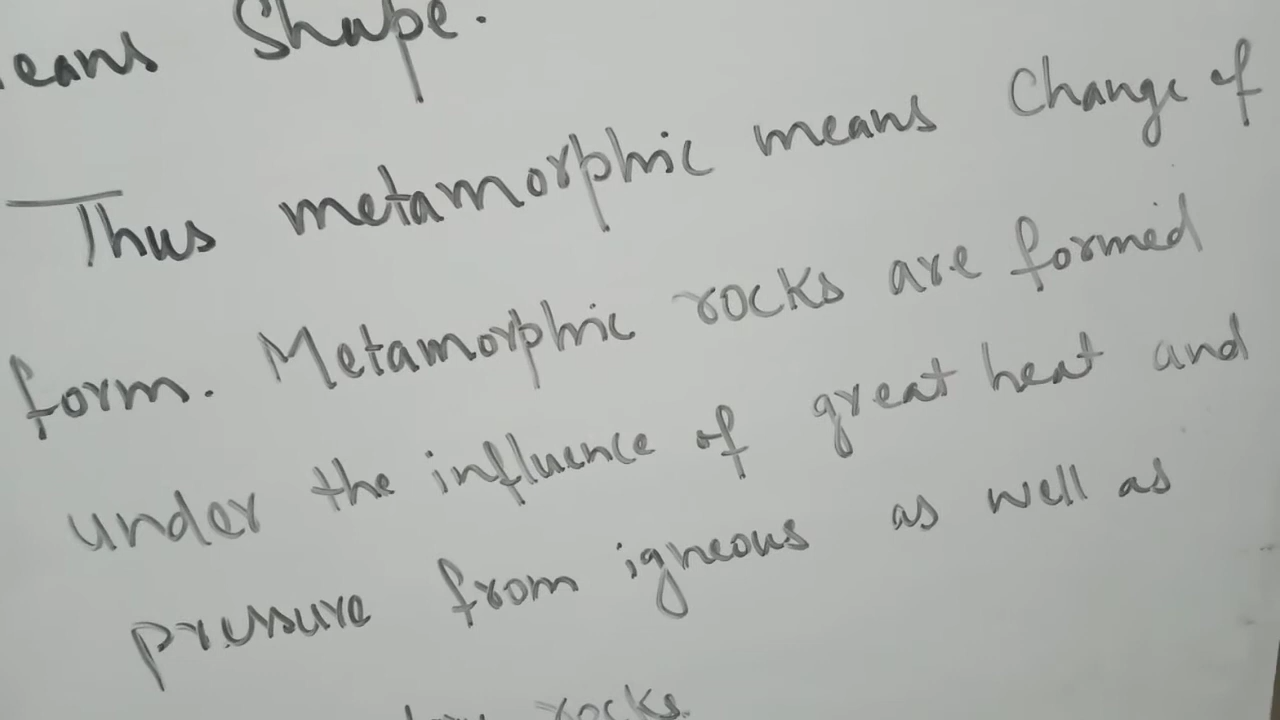 eans Shape.
Thus metamorphic means Change of
form. Metamorphic rocks are formed
under the influence of great heat and
pressure from igneous as well as
rocks.